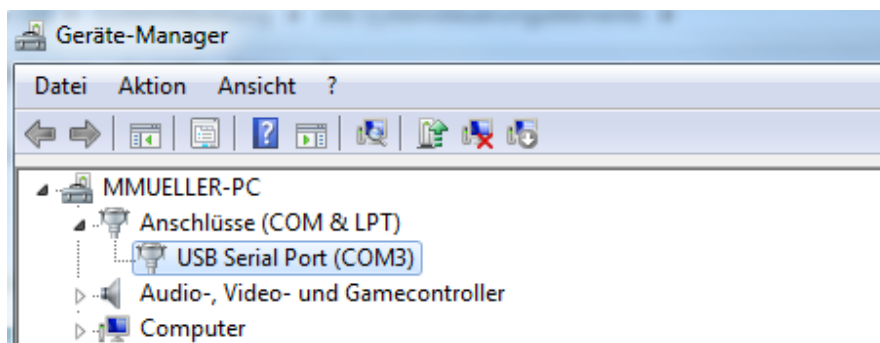 Geräte-Manager
Datei Aktion Ansicht ?
MMUELLER-PC
Anschlüsse (COM & LPT)
USB Serial Port (COM3)
Audio-, Video- und Gamecontroller
Computer